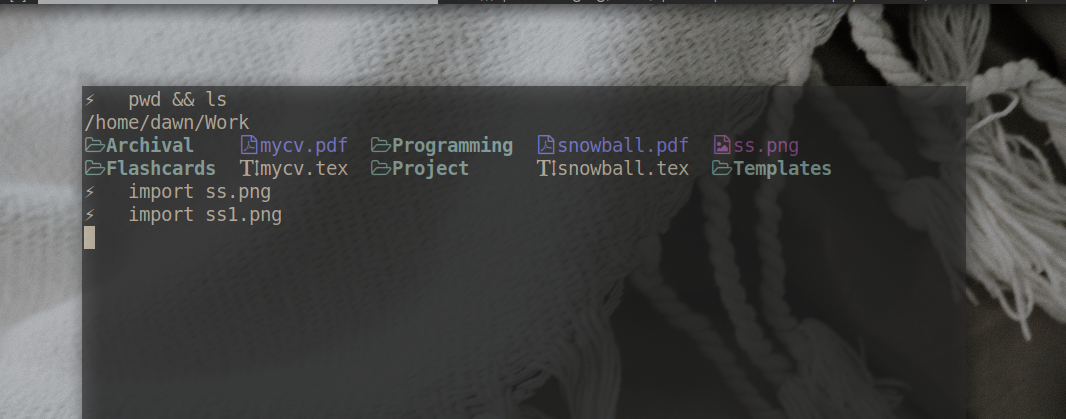 ⚡ pwd && ls
/home/dawn/Work
Archival mycv.pdf Programming snowball.pdf ss.png
Flashcards mycv.tex Project snowball.tex Templates
⚡ import ss.png
⚡ import ss1.png